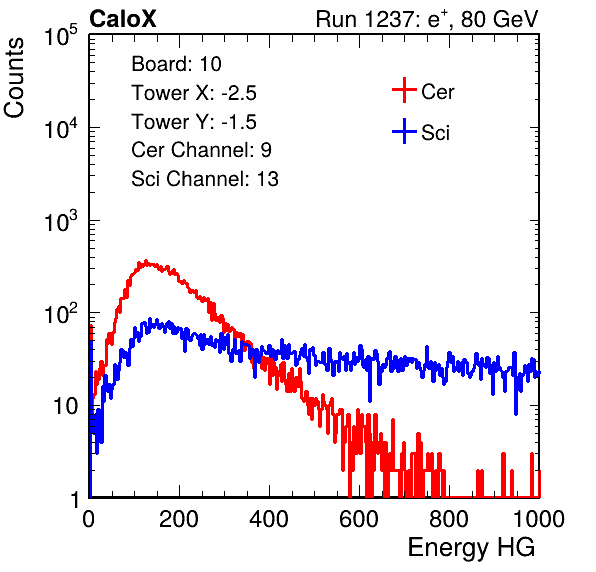 CaloX Run 1237: e⁺, 80 GeV
Counts
10⁵
10⁴
10³
10²
10
1
Board: 10
Tower X: -2.5
Tower Y: -1.5
Cer Channel: 9
Sci Channel: 13
Cer
Sci
0 200 400 600 800 1000
Energy HG